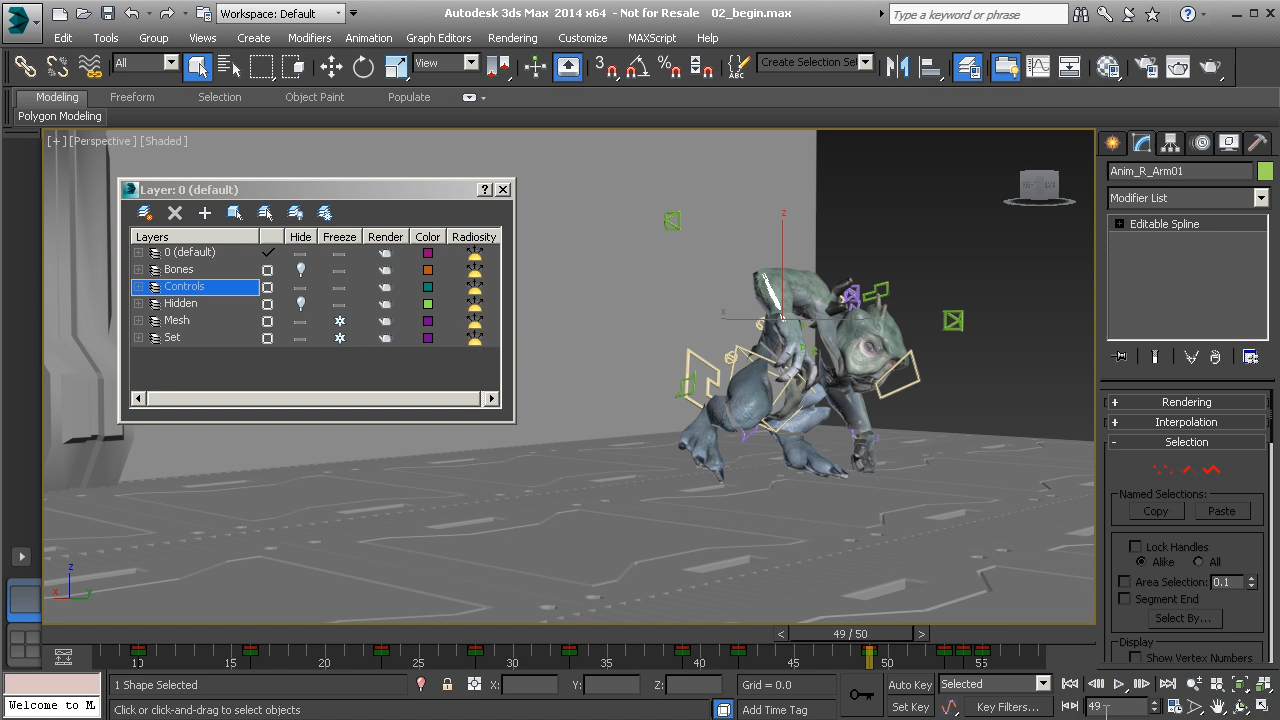 Workspace: Default
Autodesk 3ds Max 2014 x64 - Not for Resale 02_begin.max
Type a keyword or phrase
Edit Tools Group Views Create Modifiers Animation Graph Editors Rendering Customize MAXScript Help
All
View
3
Create Selection Se
Modeling Freeform Selection Object Paint Populate
Polygon Modeling
[+][Perspective][Shaded]
Layer: 0 (default)
Layers Hide Freeze Render Color Radiosity
0 (default)
Bones
Controls
Hidden
Mesh
Set
z
x
z
x
y
Anim_R_Arm01
Modifier List
Editable Spline
+ Rendering
+ Interpolation
- Selection
Named Selections:
Copy Paste
Lock Handles
Alike All
Area Selection: 0.1
Segment End
Select By...
Display
Show Vertex Numbers
< 49 / 50 >
10 15 20 25 30 35 40 45 50 55
1 Shape Selected
X: Y: Z:
Grid = 0.0
Auto Key
Selected
Welcome to M.
Click or click-and-drag to select objects
Add Time Tag
Set Key
Key Filters...
49